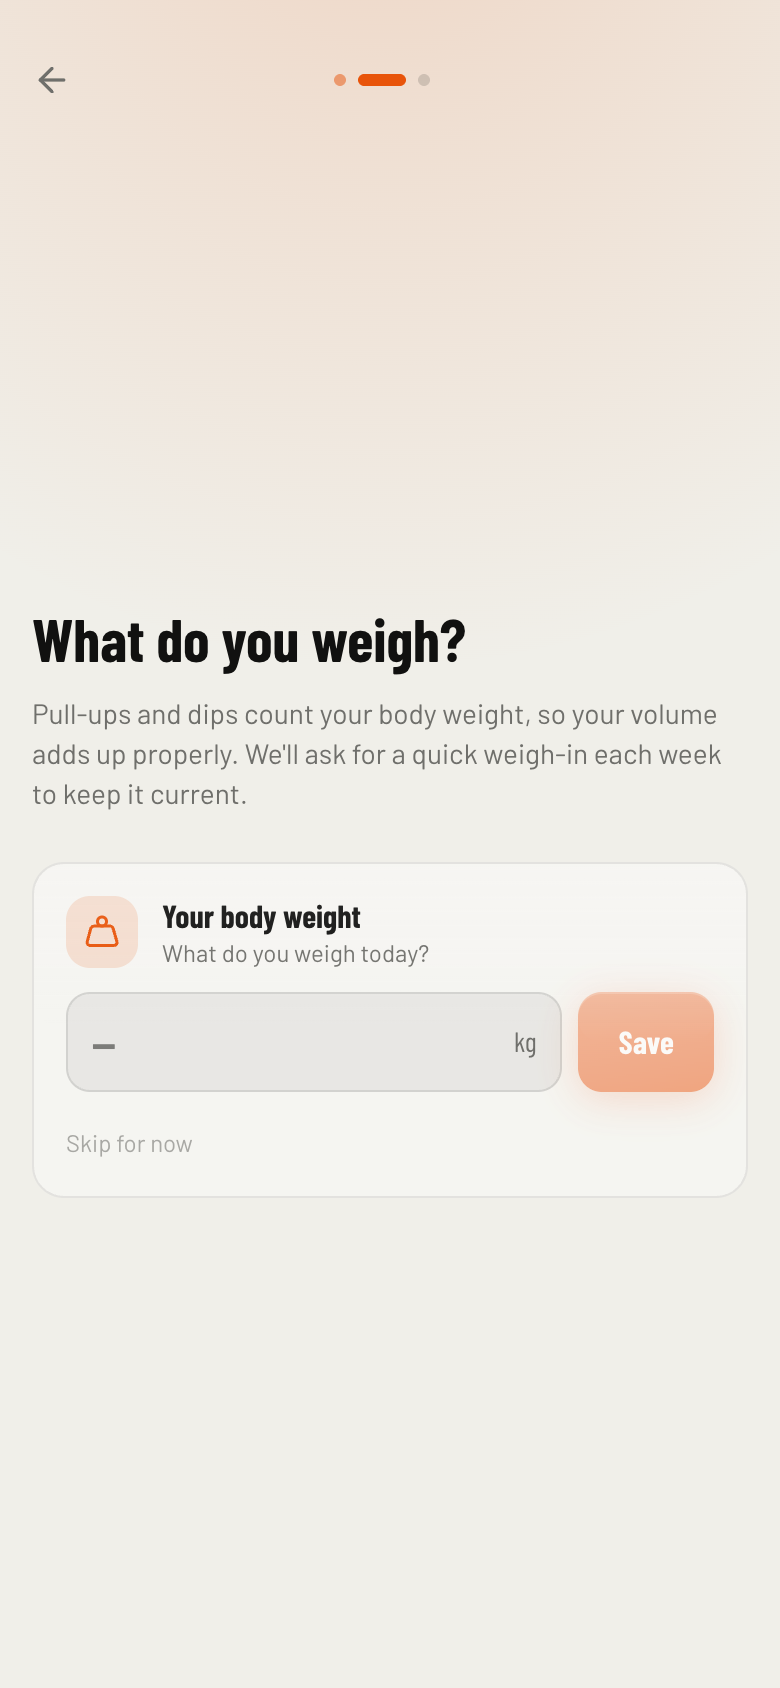 What do you weigh?
Pull-ups and dips count your body weight, so your volume
adds up properly. We'll ask for a quick weigh-in each week
to keep it current.
Your body weight
What do you weigh today?
– kg
Save
Skip for now